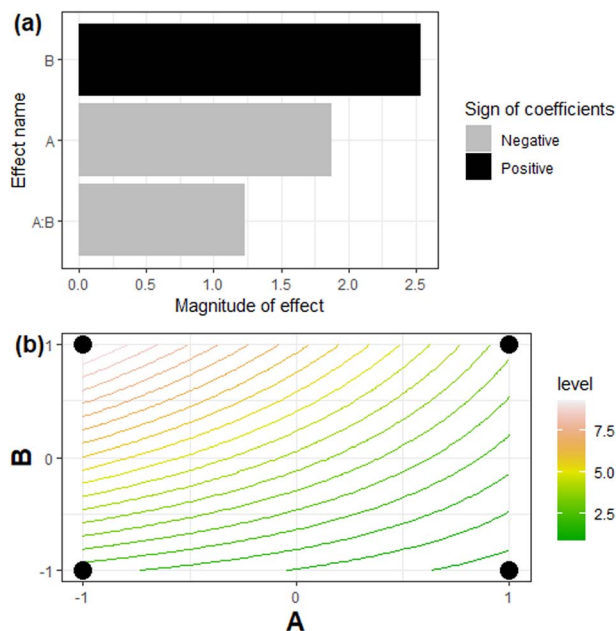 (a)
B
A
A:B
Effect name
0.0 0.5 1.0 1.5 2.0 2.5
Magnitude of effect
Sign of coefficients
Negative
Positive
(b)
1
0
-1
B
-1 0 1
A
level
7.5
5.0
2.5